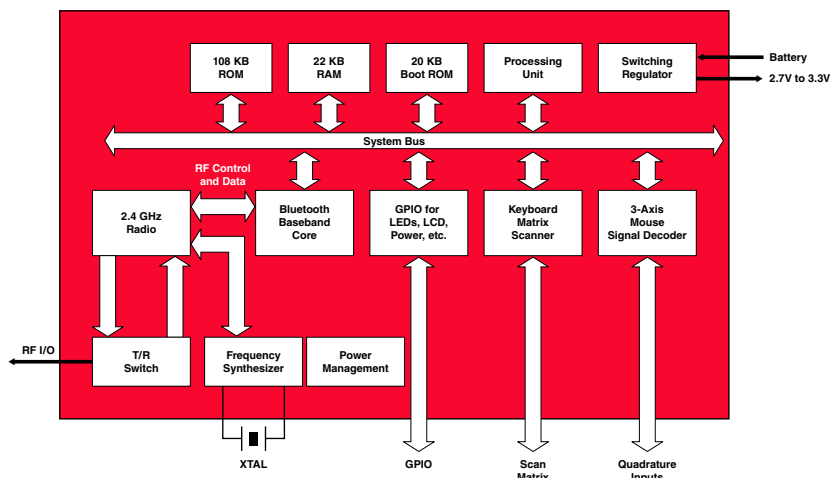 108 KB
ROM
22 KB
RAM
20 KB
Boot ROM
Processing
Unit
Switching
Regulator
Battery
2.7V to 3.3V
System Bus
RF Control
and Data
2.4 GHz
Radio
Bluetooth
Baseband
Core
GPIO for
LEDs, LCD,
Power, etc.
Keyboard
Matrix
Scanner
3-Axis
Mouse
Signal Decoder
RF I/O
T/R
Switch
Frequency
Synthesizer
Power
Management
XTAL
GPIO
Scan
Matrix
Quadrature
Inputs